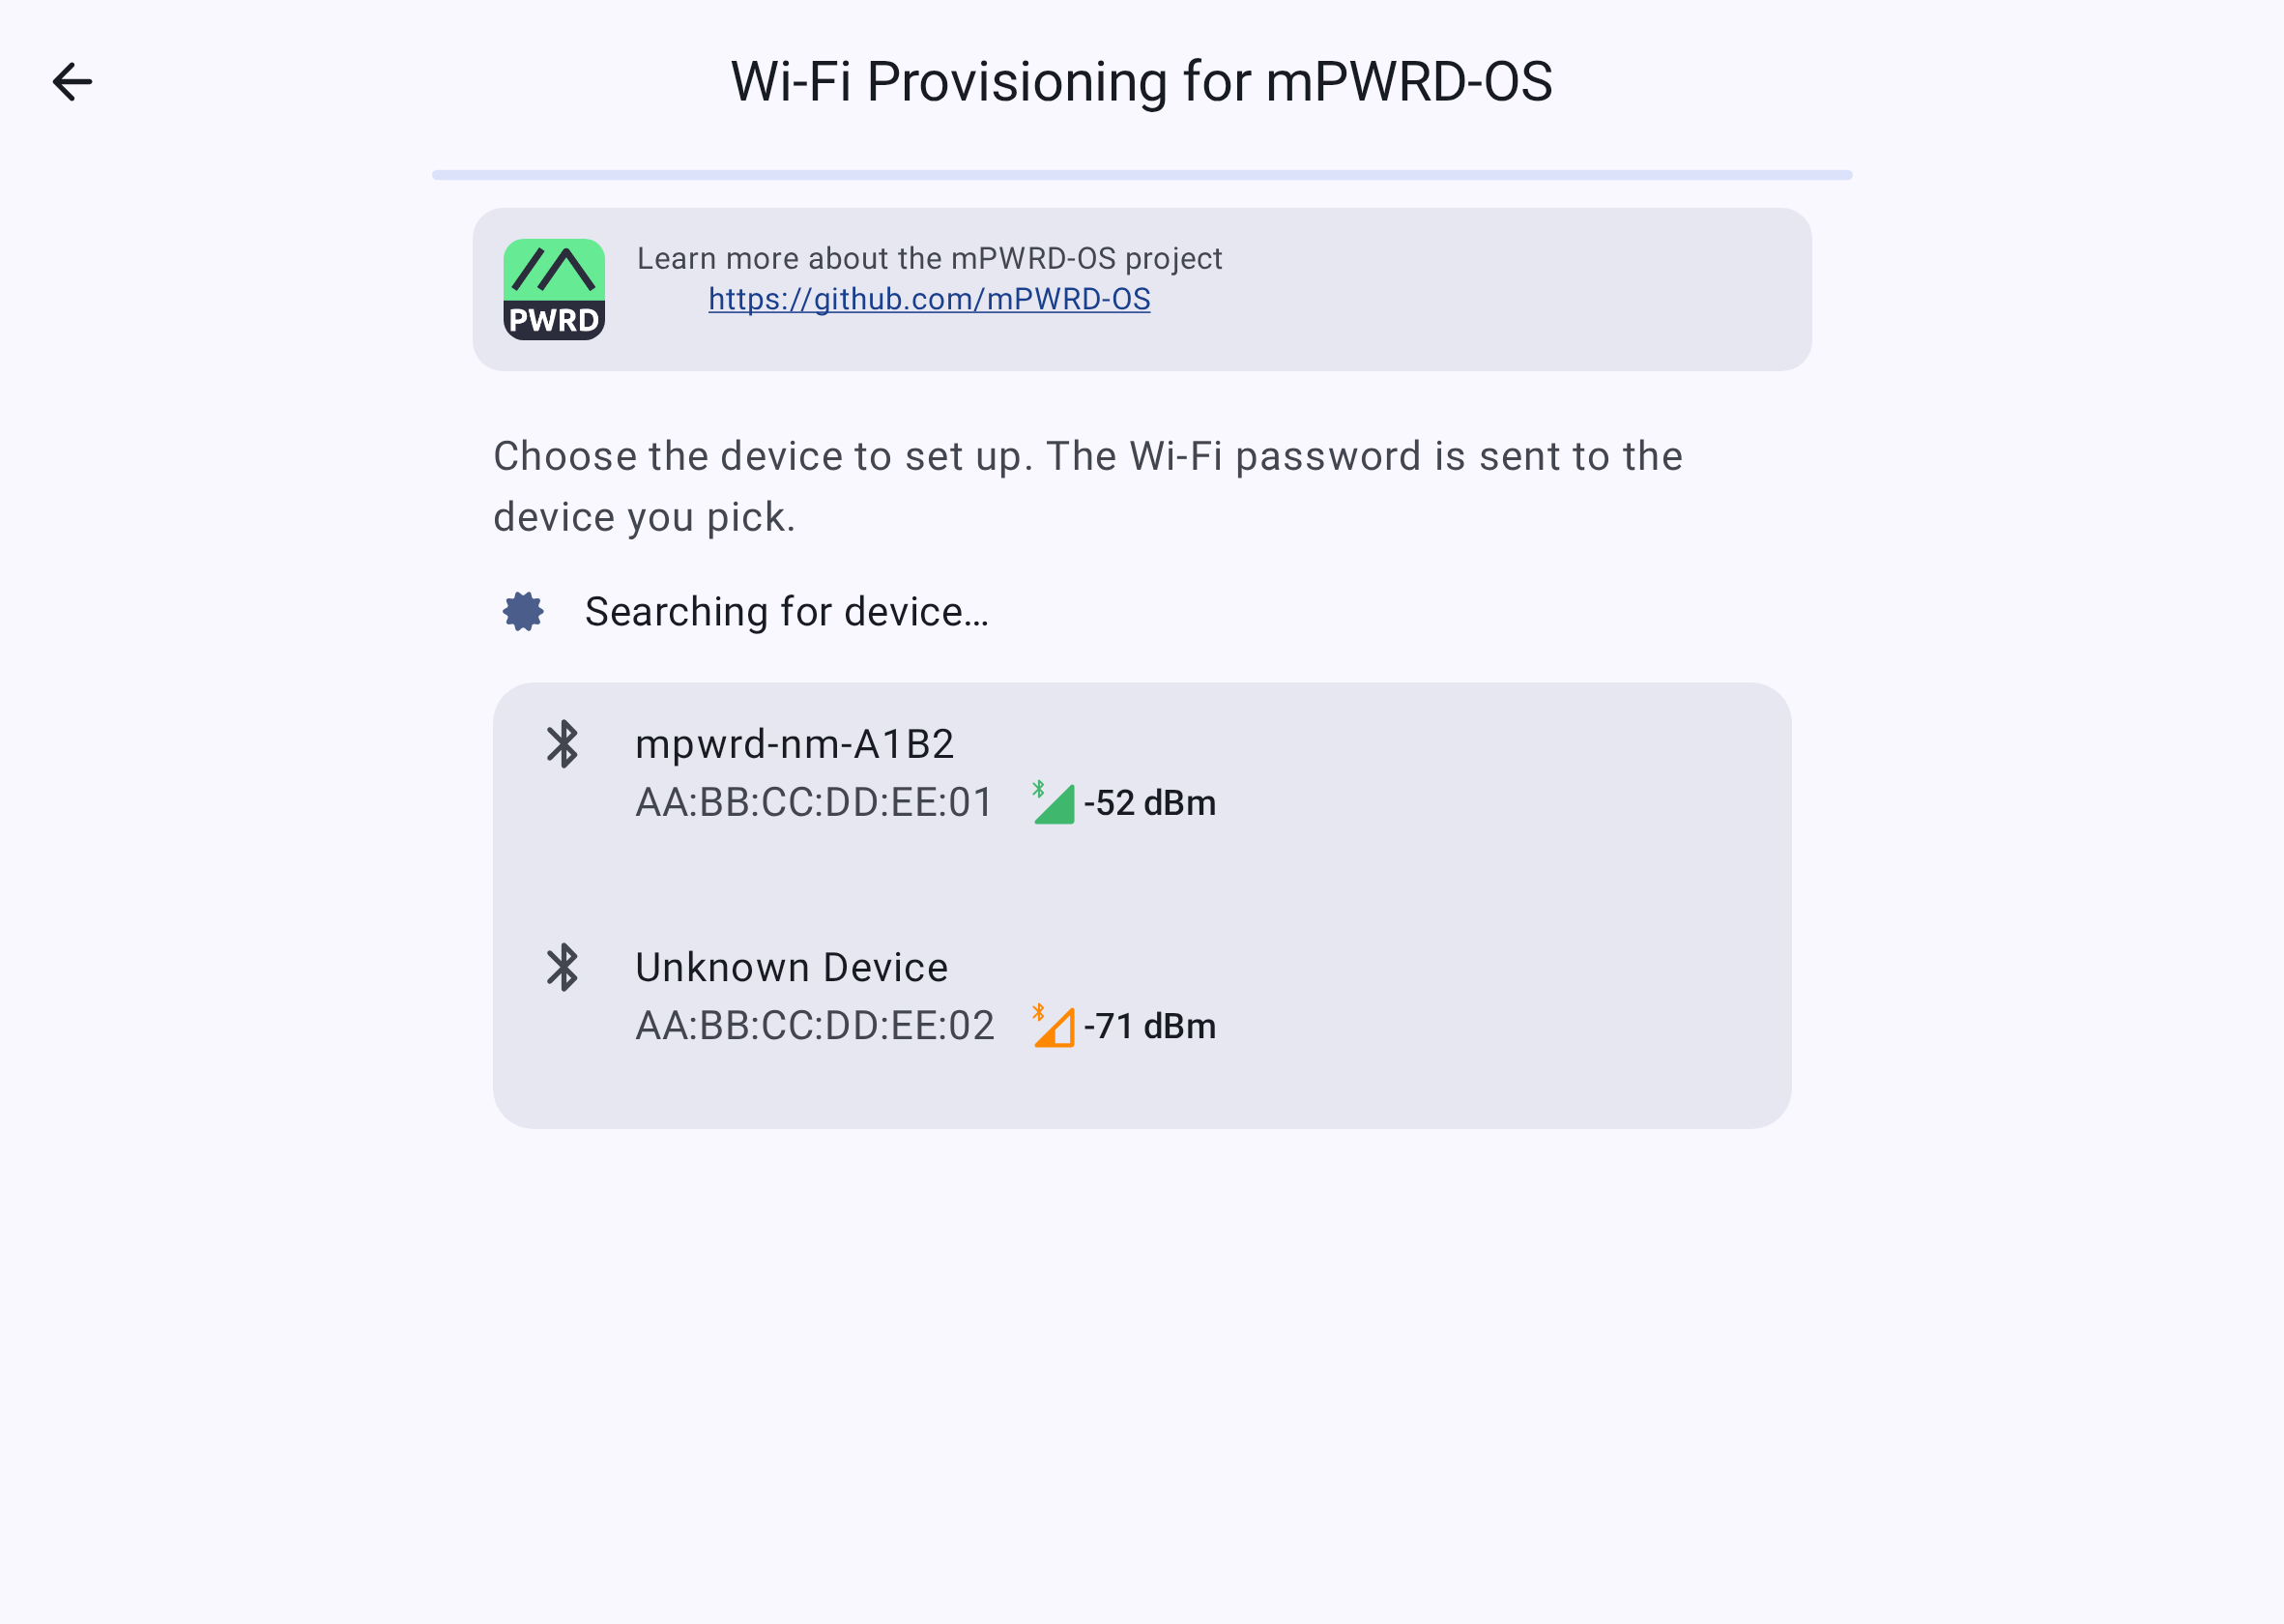 Wi-Fi Provisioning for mPWRD-OS
PWRD
Learn more about the mPWRD-OS project
https://github.com/mPWRD-OS
Choose the device to set up. The Wi-Fi password is sent to the
device you pick.
Searching for device…
mpwrd-nm-A1B2
AA:BB:CC:DD:EE:01 -52 dBm
Unknown Device
AA:BB:CC:DD:EE:02 -71 dBm